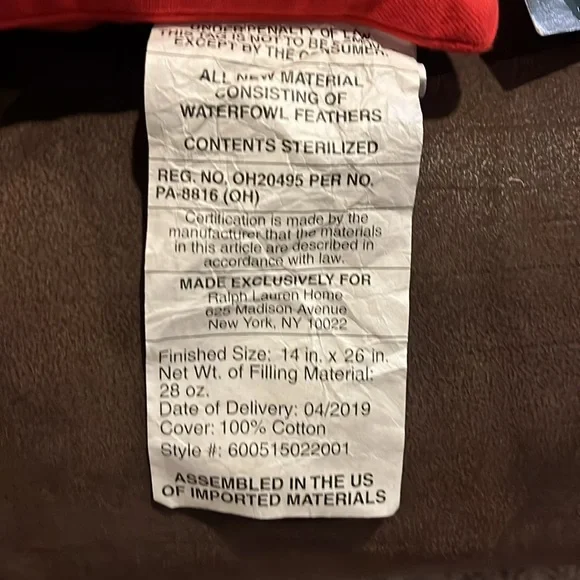 UNDER PENALTY OF LAW
THIS TAG IS NOT TO BE
EXCEPT BY THE CONSUMER.
ALL NEW MATERIAL
CONSISTING OF
WATERFOWL FEATHERS
CONTENTS STERILIZED
REG. NO. OH20495 PER NO.
PA-8816 (OH)
Certification is made by the
manufacturer that the materials
in this article are described in
accordance with law.
MADE EXCLUSIVELY FOR
Ralph Lauren Home
625 Madison Avenue
New York, NY 10022
Finished Size: 14 in. x 26 in.
Net Wt. of Filling Material:
28 oz.
Date of Delivery: 04/2019
Cover: 100% Cotton
Style #: 600515022001
ASSEMBLED IN THE US
OF IMPORTED MATERIALS